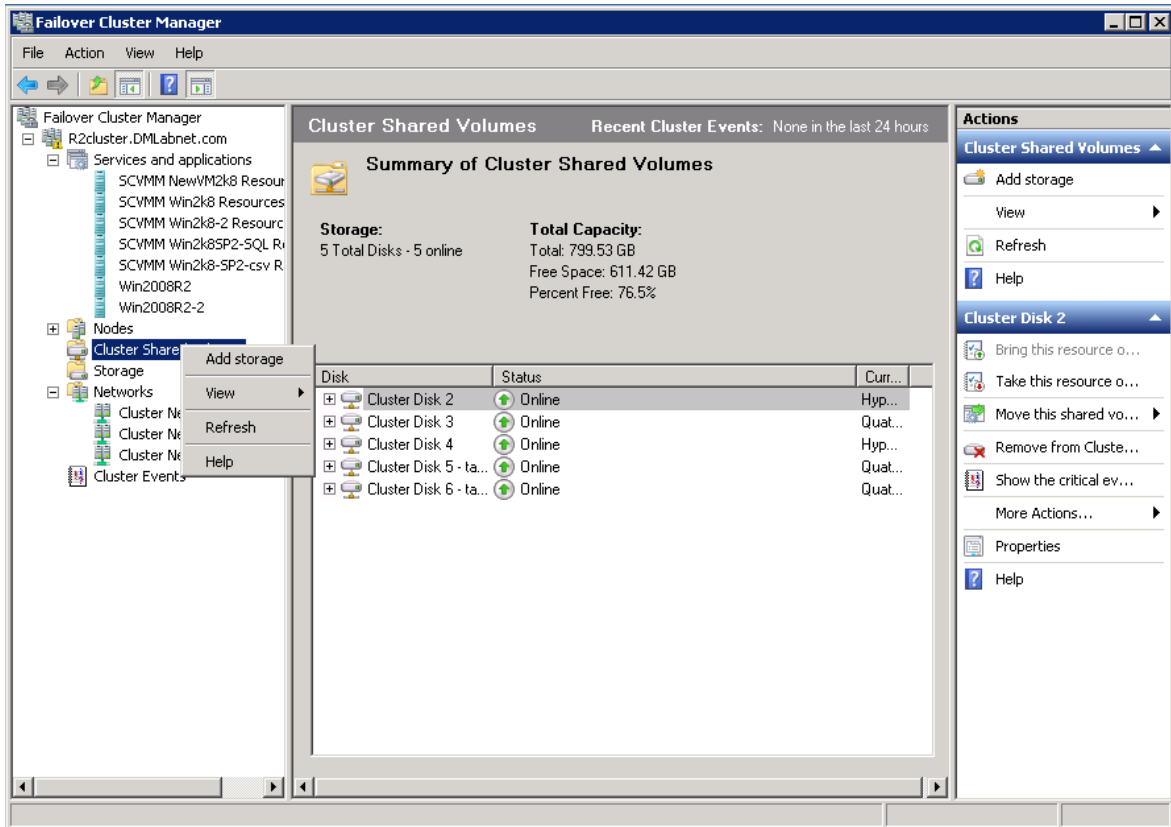 Failover Cluster Manager
File Action View Help
Failover Cluster Manager
R2cluster.DMLabnet.com
Services and applications
SCVMM NewVM2k8 Resour
SCVMM Win2k8 Resources
SCVMM Win2k8-2 Resourc
SCVMM Win2k8SP2-SQL R
SCVMM Win2k8-SP2-csv R
Win2008R2
Win2008R2-2
Nodes
Cluster Share
Storage
Networks
Cluster Ne
Cluster Ne
Cluster Ne
Cluster Events
Add storage
View
Refresh
Help
Cluster Shared Volumes Recent Cluster Events: None in the last 24 hours
Summary of Cluster Shared Volumes
Storage: Total Capacity:
5 Total Disks - 5 online Total: 799.53 GB
Free Space: 611.42 GB
Percent Free: 76.5%
Disk Status Curr...
Cluster Disk 2 Online Hyp...
Cluster Disk 3 Online Quat...
Cluster Disk 4 Online Hyp...
Cluster Disk 5 - ta... Online Quat...
Cluster Disk 6 - ta... Online Quat...
Actions
Cluster Shared Volumes
Add storage
View
Refresh
Help
Cluster Disk 2
Bring this resource o...
Take this resource o...
Move this shared vo...
Remove from Cluste...
Show the critical ev...
More Actions...
Properties
Help